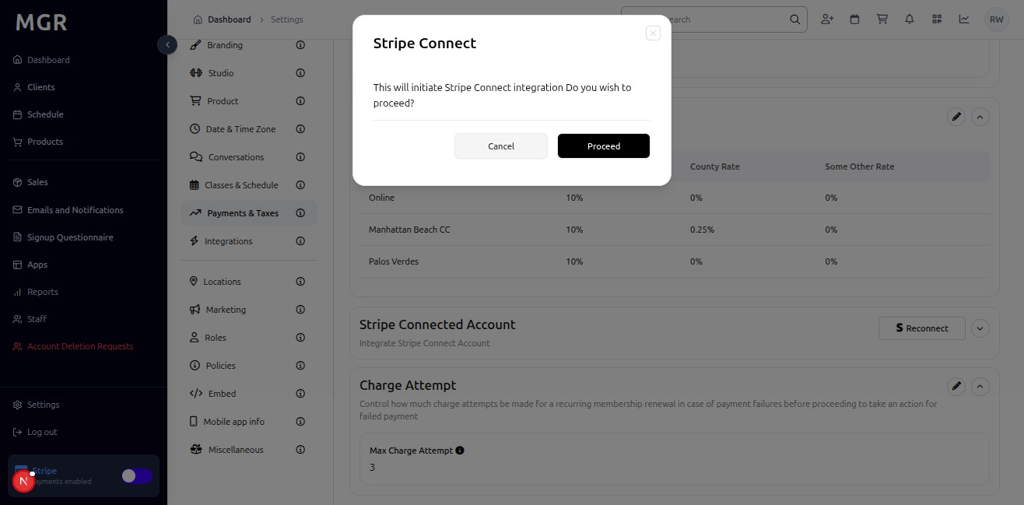 MGR
Dashboard
Clients
Schedule
Products
Sales
Emails and Notifications
Signup Questionnaire
Apps
Reports
Staff
Account Deletion Requests
Settings
Log out
Stripe
payments enabled
N
Dashboard > Settings
RW
Branding
Studio
Product
Date & Time Zone
Conversations
Classes & Schedule
Payments & Taxes
Integrations
Locations
Marketing
Roles
Policies
Embed
Mobile app info
Miscellaneous
Stripe Connect
This will initiate Stripe Connect integration Do you wish to
proceed?
Cancel Proceed
County Rate Some Other Rate
Online 10% 0% 0%
Manhattan Beach CC 10% 0.25% 0%
Palos Verdes 10% 0% 0%
Stripe Connected Account
Integrate Stripe Connect Account
S Reconnect
Charge Attempt
Control how much charge attempts be made for a recurring membership renewal in case of payment failures before proceeding to take an action for
failed payment
Max Charge Attempt
3